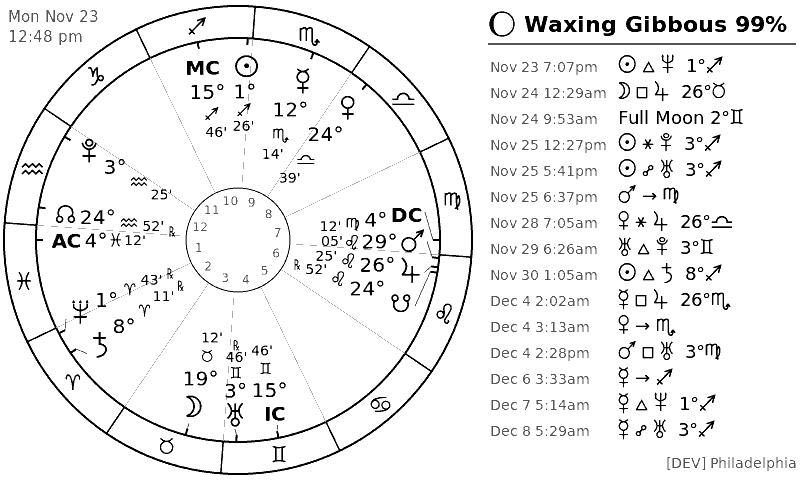 Mon Nov 23
12:48 pm
MC ☉ ☿ ♀
15° 1° 12° 24°
♐ ♐ ♏ ♎
46' 26' 14' 39'
♇ 3° ♒ 25'
☊ 24° ♒ 52' ℞
AC 4° ♓ 12'
♆ 1° ♈ 43' ℞
♄ 8° ♈ 11' ℞
12' ♍ 4° DC
05' ♌ 29° ♂
25' ♌ 26° ♃
℞ 52' ♌ 24° ☋
12' ℞ 46' 46'
♉ ♊ ♊
19° 3° 15°
☽ ♅ IC
♐ ♏ ♎ ♍ ♌ ♋ ♊ ♉ ♈ ♓ ♒ ♑
1 2 3 4 5 6 7 8 9 10 11 12
Waxing Gibbous 99%
Nov 23 7:07pm ☉ △ ♆ 1°♐
Nov 24 12:29am ☽ □ ♃ 26°♉
Nov 24 9:53am Full Moon 2°♊
Nov 25 12:27pm ☉ ⚹ ♇ 3°♐
Nov 25 5:41pm ☉ ☍ ♅ 3°♐
Nov 25 6:37pm ♂ → ♍
Nov 28 7:05am ♀ ⚹ ♃ 26°♎
Nov 29 6:26am ♅ △ ♇ 3°♊
Nov 30 1:05am ☉ △ ♄ 8°♐
Dec 4 2:02am ☿ □ ♃ 26°♏
Dec 4 3:13am ♀ → ♏
Dec 4 2:28pm ♂ □ ♅ 3°♍
Dec 6 3:33am ☿ → ♐
Dec 7 5:14am ☿ △ ♆ 1°♐
Dec 8 5:29am ☿ ☍ ♅ 3°♐
[DEV] Philadelphia